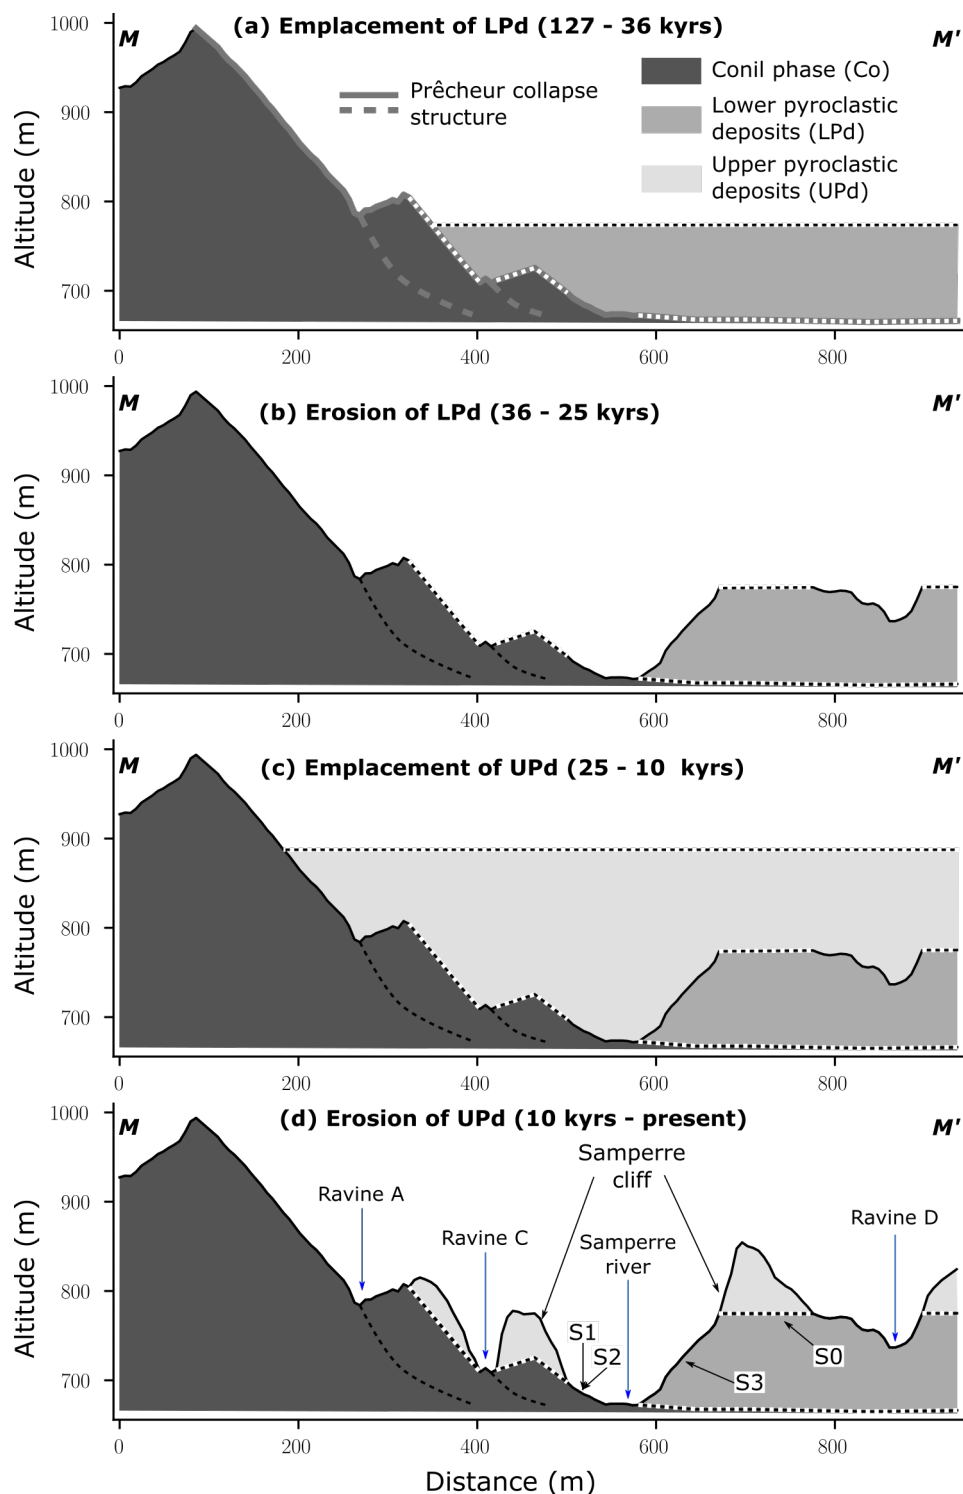 (a) Emplacement of LPd (127 - 36 kyrs)
M
M'
Prêcheur collapse
structure
Conil phase (Co)
Lower pyroclastic
deposits (LPd)
Upper pyroclastic
deposits (UPd)
Altitude (m)
1000
900
800
700
0
200
400
600
800
(b) Erosion of LPd (36 - 25 kyrs)
M
M'
Altitude (m)
1000
900
800
700
0
200
400
600
800
(c) Emplacement of UPd (25 - 10 kyrs)
M
M'
Altitude (m)
1000
900
800
700
0
200
400
600
800
(d) Erosion of UPd (10 kyrs - present)
M
M'
Samperre
cliff
Ravine A
Ravine C
Samperre
river
Ravine D
S1
S2
S3
S0
Altitude (m)
1000
900
800
700
0
200
400
600
800
Distance (m)